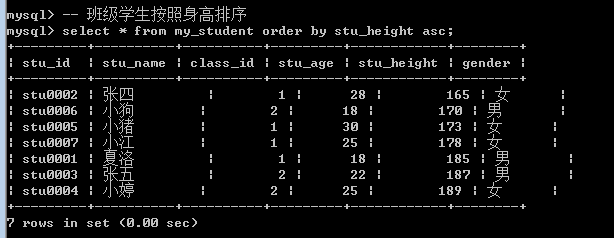 mysql> -- 班级学生按照身高排序
mysql> select * from my_student order by stu_height asc;
+---------+----------+----------+---------+------------+--------+
| stu_id | stu_name | class_id | stu_age | stu_height | gender |
+---------+----------+----------+---------+------------+--------+
| stu0002 | 张四 | 1 | 28 | 165 | 女 |
| stu0006 | 小狗 | 2 | 18 | 170 | 男 |
| stu0005 | 小猪 | 1 | 30 | 173 | 女 |
| stu0007 | 小江 | 1 | 25 | 178 | 女 |
| stu0001 | 夏洛 | 1 | 18 | 185 | 男 |
| stu0003 | 张五 | 2 | 22 | 187 | 男 |
| stu0004 | 小婷 | 2 | 25 | 189 | 女 |
+---------+----------+----------+---------+------------+--------+
7 rows in set (0.00 sec)